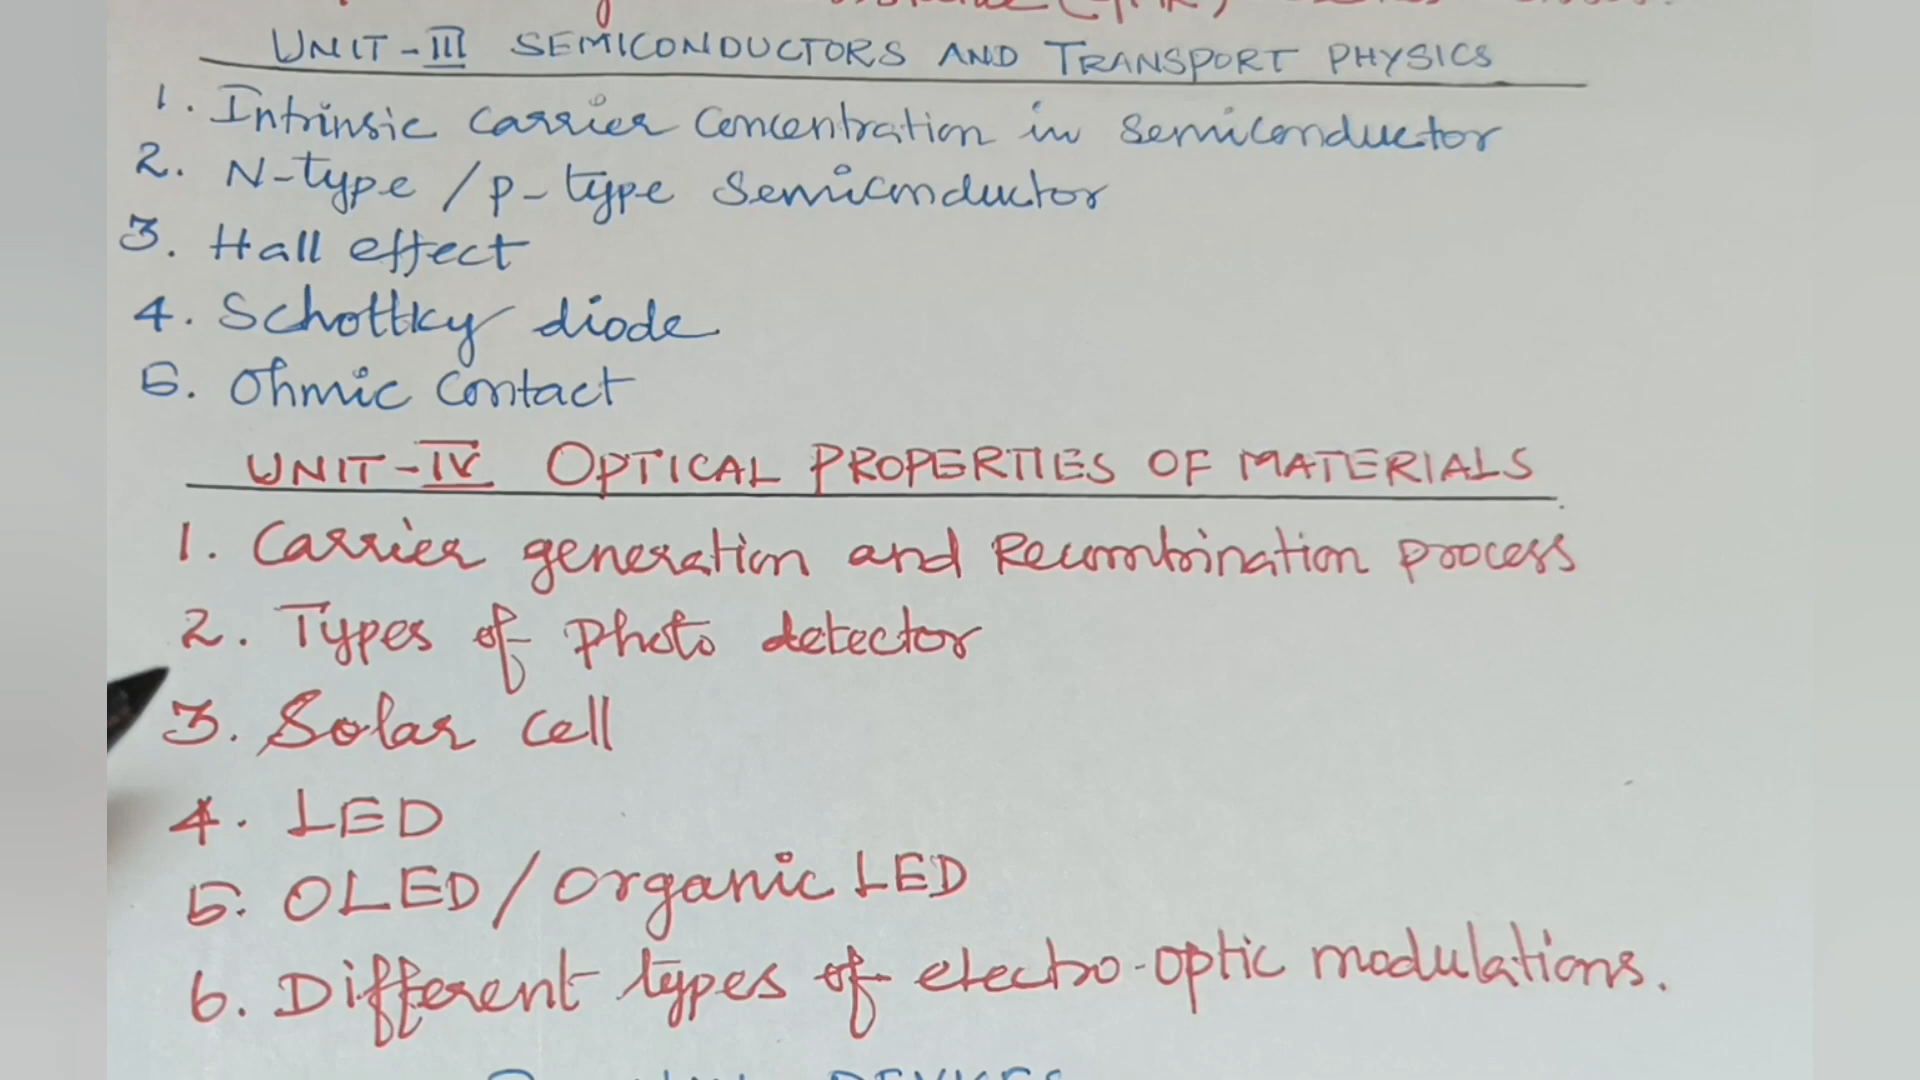 UNIT-III SEMICONDUCTORS AND TRANSPORT PHYSICS
1. Intrinsic carrier concentration in semiconductor
2. N-type / p-type semiconductor
3. Hall effect
4. Schottky diode
5. Ohmic contact
UNIT-IV OPTICAL PROPERTIES OF MATERIALS
1. Carrier generation and Recombination process
2. Types of photo detector
3. Solar cell
4. LED
5. OLED/Organic LED
6. Different types of electro-optic modulations.
DEVICES